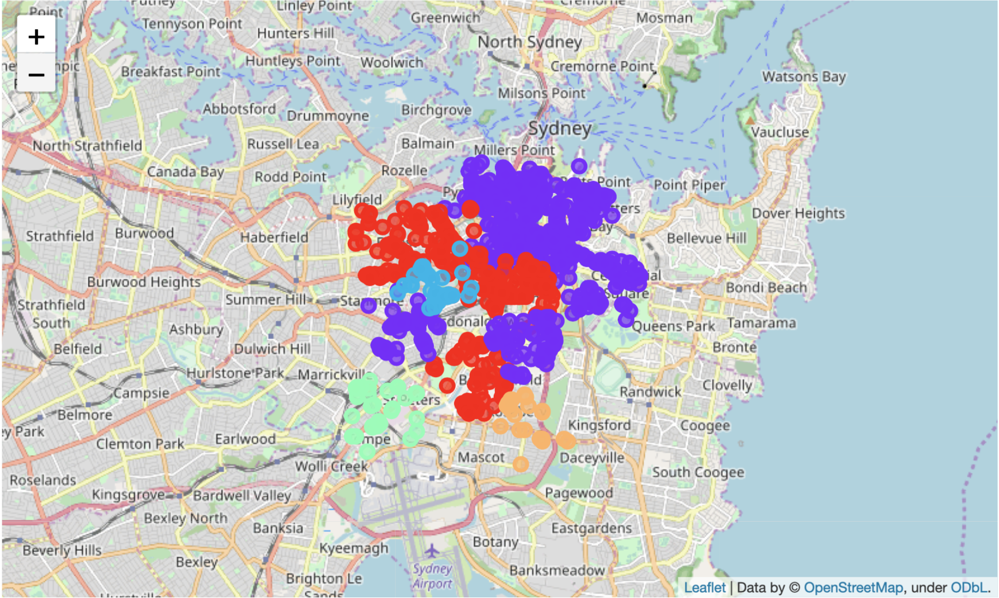 Linley Point
Point
Greenwich
Mosman
Tennyson Point
Hunters Hill
+
North Sydney
Huntleys Point
Woolwich
Cremorne Point
Breakfast Point
−
Watsons Bay
Milsons Point
Abbotsford
Drummoyne
Birchgrove
Sydney
Vaucluse
North Strathfield
Russell Lea
Balmain
Millers Point
Canada Bay
Rodd Point
Rozelle
Point
Point Piper
Lilyfield
Dover Heights
Strathfield
Burwood
Haberfield
Bellevue Hill
Burwood Heights
Bondi Beach
Summer Hill
Stanmore
Square
Strathfield
South
Ashbury
Queens Park
Tamarama
Belfield
Dulwich Hill
Bronte
Hurlstone Park
Marrickville
Clovelly
Campsie
Randwick
Belmore
Kingsford
Coogee
ey Park
Clemton Park
Earlwood
Mascot
Daceyville
Wolli Creek
South Coogee
Roselands
Kingsgrove
Bardwell Valley
Pagewood
Bexley North
Banksia
Eastgardens
Kyeemagh
Botany
Beverly Hills
Bexley
Sydney
Airport
Banksmeadow
Brighton Le
Sands
Hurstville
Leaflet | Data by © OpenStreetMap, under ODbL.